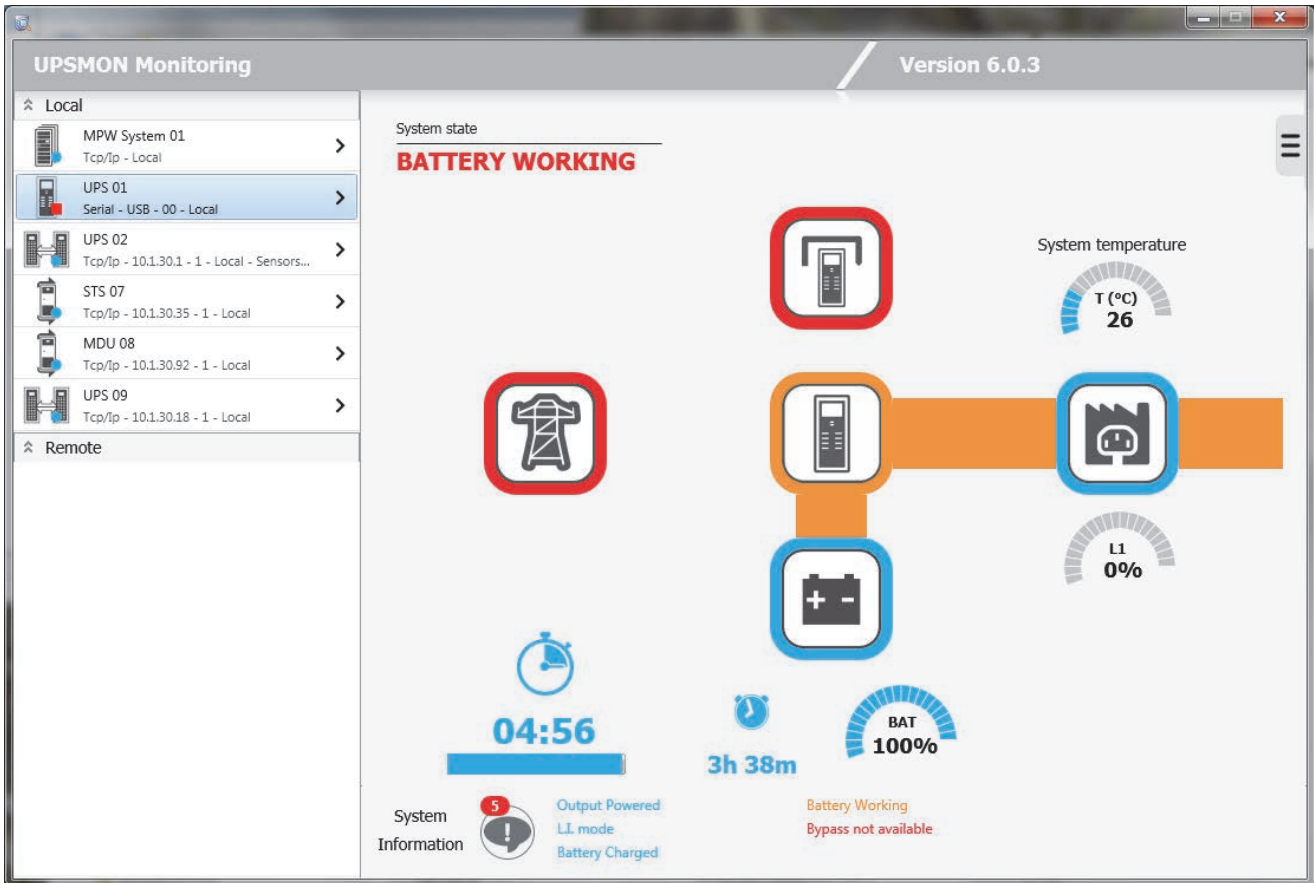 UPSMON Monitoring
Version 6.0.3
Local
MPW System 01
Tcp/Ip - Local
UPS 01
Serial - USB - 00 - Local
UPS 02
Tcp/Ip - 10.1.30.1 - 1 - Local - Sensors...
STS 07
Tcp/Ip - 10.1.30.35 - 1 - Local
MDU 08
Tcp/Ip - 10.1.30.92 - 1 - Local
UPS 09
Tcp/Ip - 10.1.30.18 - 1 - Local
Remote
System state
BATTERY WORKING
System temperature
T (°C)
26
L1
0%
04:56
3h 38m
BAT
100%
System
Information
5
Output Powered
L.I. mode
Battery Charged
Battery Working
Bypass not available